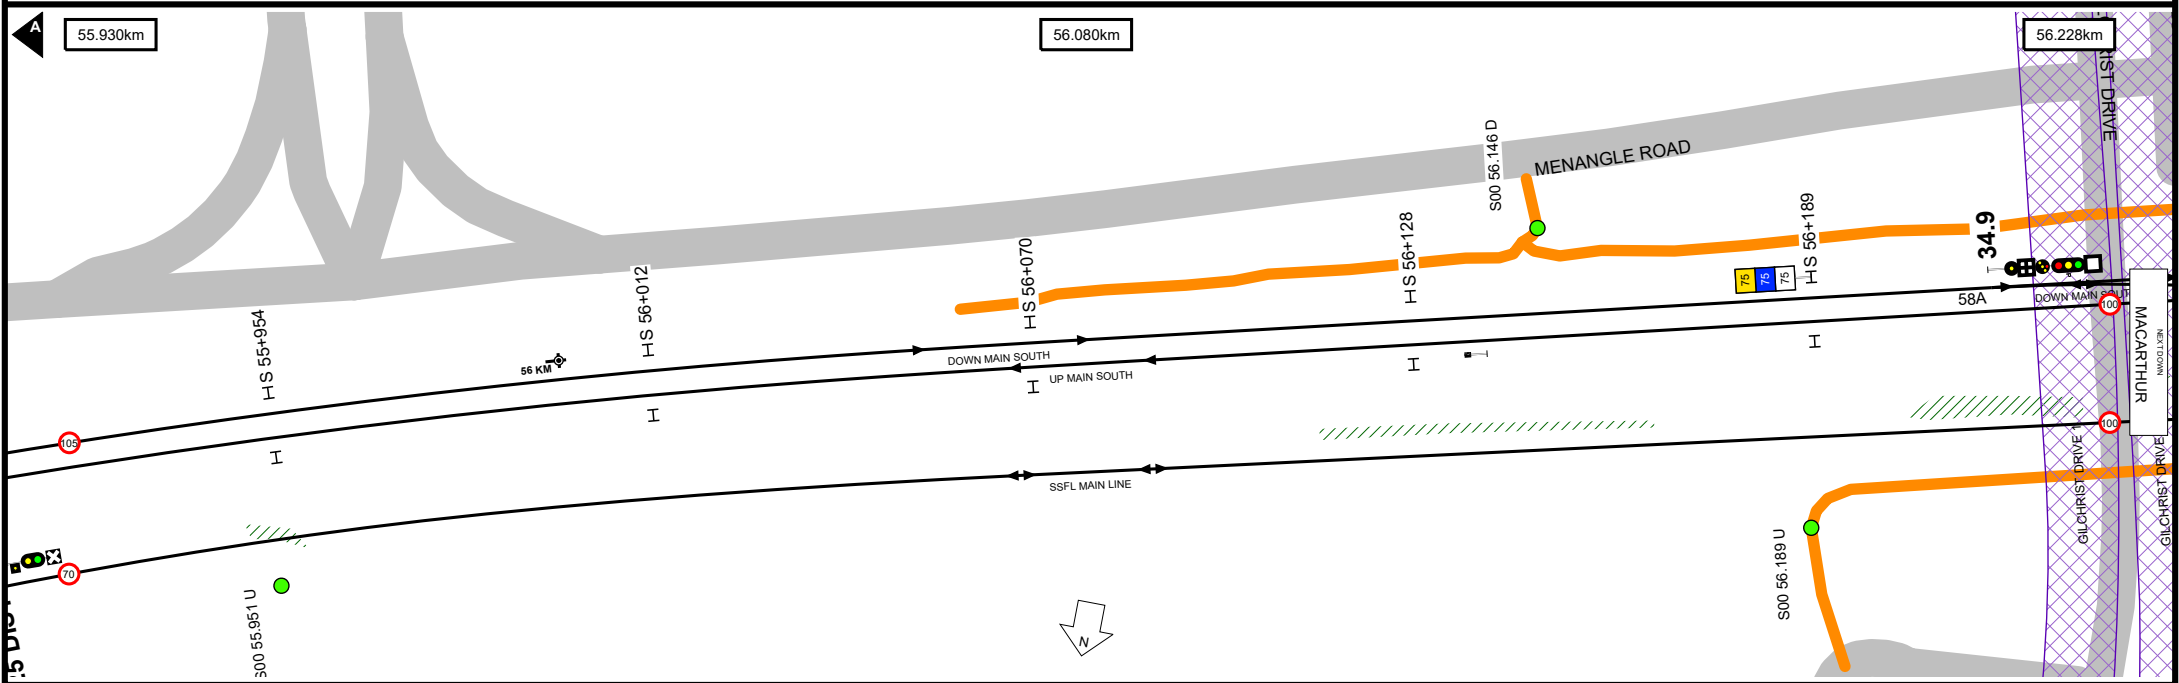 A
55.930km
56.080km
56.228km
RIST DRIVE
S00 56.146 D
MENANGLE ROAD
HS 55+954
HS 56+012
HS 56+070
HS 56+128
HS 56+189
34.9
75
75
75
58A
DOWN MAIN SOUTH
100
MACARTHUR
NEXT DOWN
56 KM
DOWN MAIN SOUTH
UP MAIN SOUTH
105
100
SSFL MAIN LINE
GILCHRIST DRIVE 1
GILCHRIST DRIVE
70
S00 55.951 U
S00 56.189 U
N